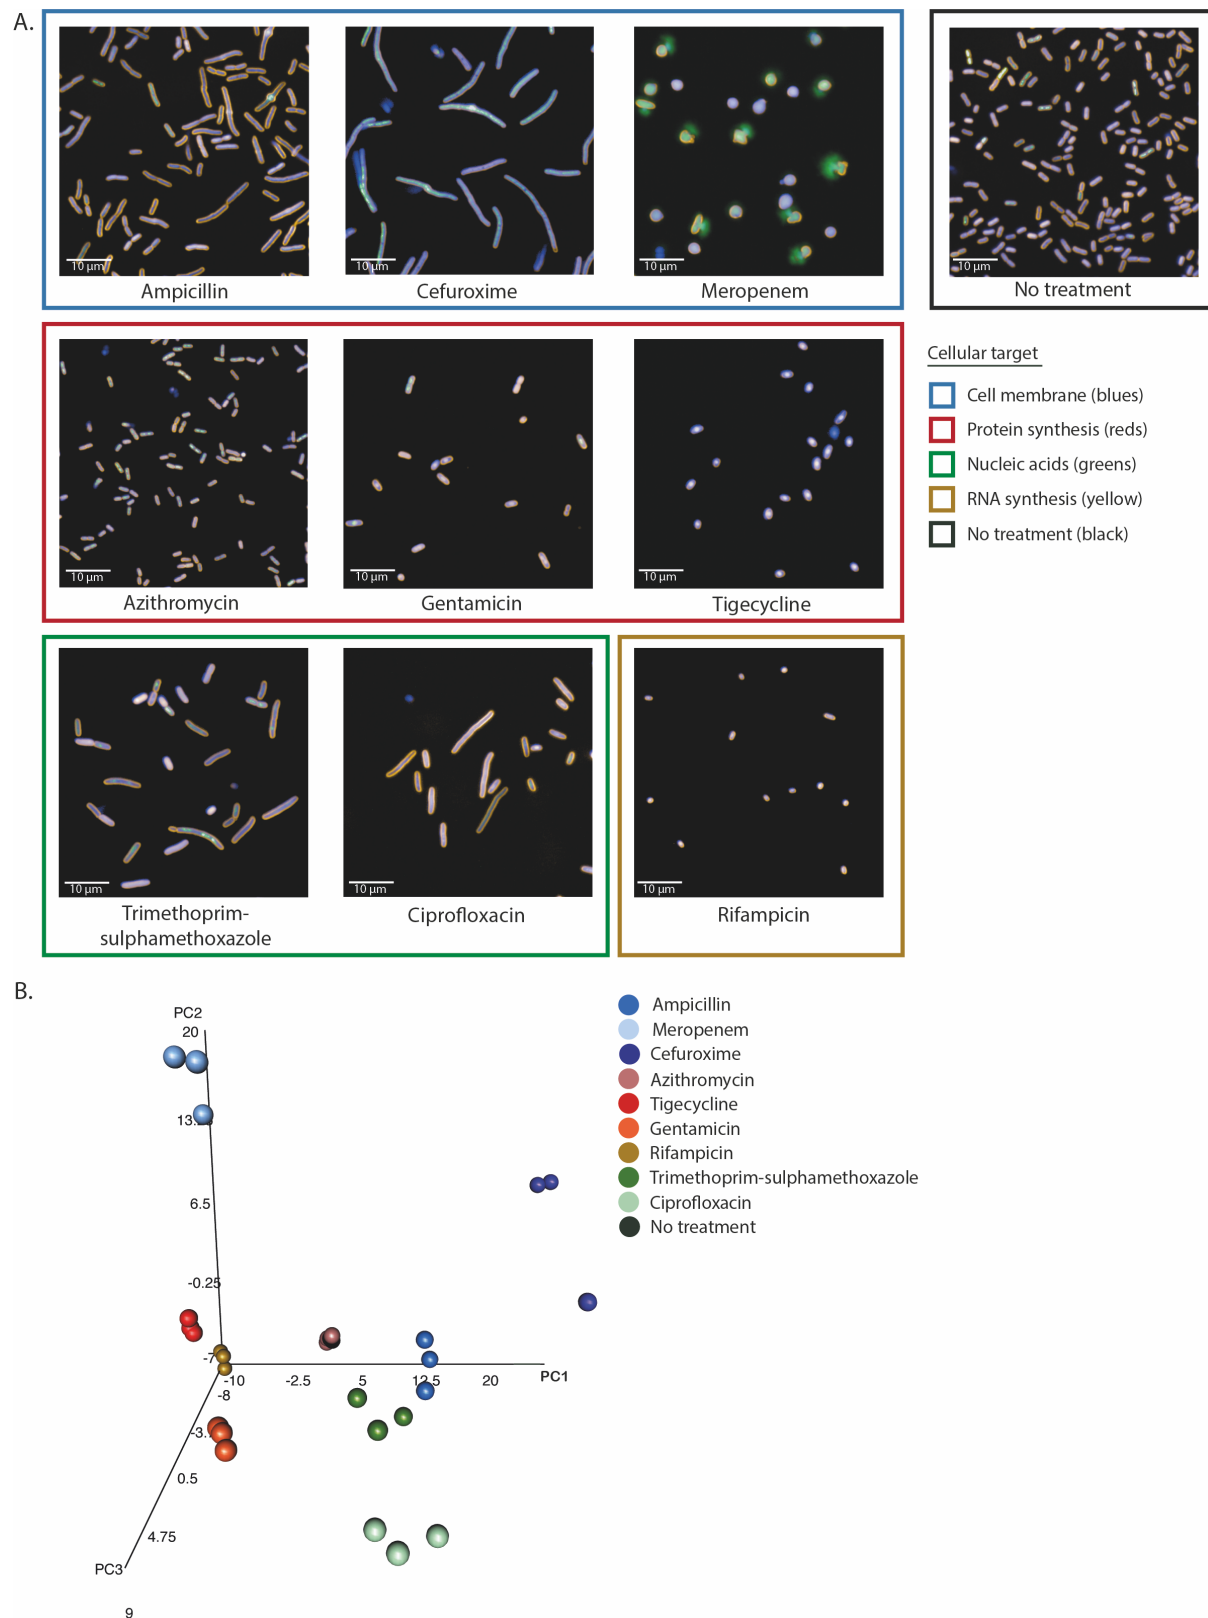 A.
10 µm
10 µm
10 µm
10 µm
Ampicillin
Cefuroxime
Meropenem
No treatment
Cellular target
Cell membrane (blues)
Protein synthesis (reds)
Nucleic acids (greens)
RNA synthesis (yellow)
No treatment (black)
10 µm
10 µm
10 µm
Azithromycin
Gentamicin
Tigecycline
10 µm
10 µm
10 µm
Trimethoprim-
sulphamethoxazole
Ciprofloxacin
Rifampicin
B.
PC2
20
6.5
-0.25
-10
-2.5
5
12.5
20
PC1
-8
0.5
4.75
PC3
9
Ampicillin
Meropenem
Cefuroxime
Azithromycin
Tigecycline
Gentamicin
Rifampicin
Trimethoprim-sulphamethoxazole
Ciprofloxacin
No treatment